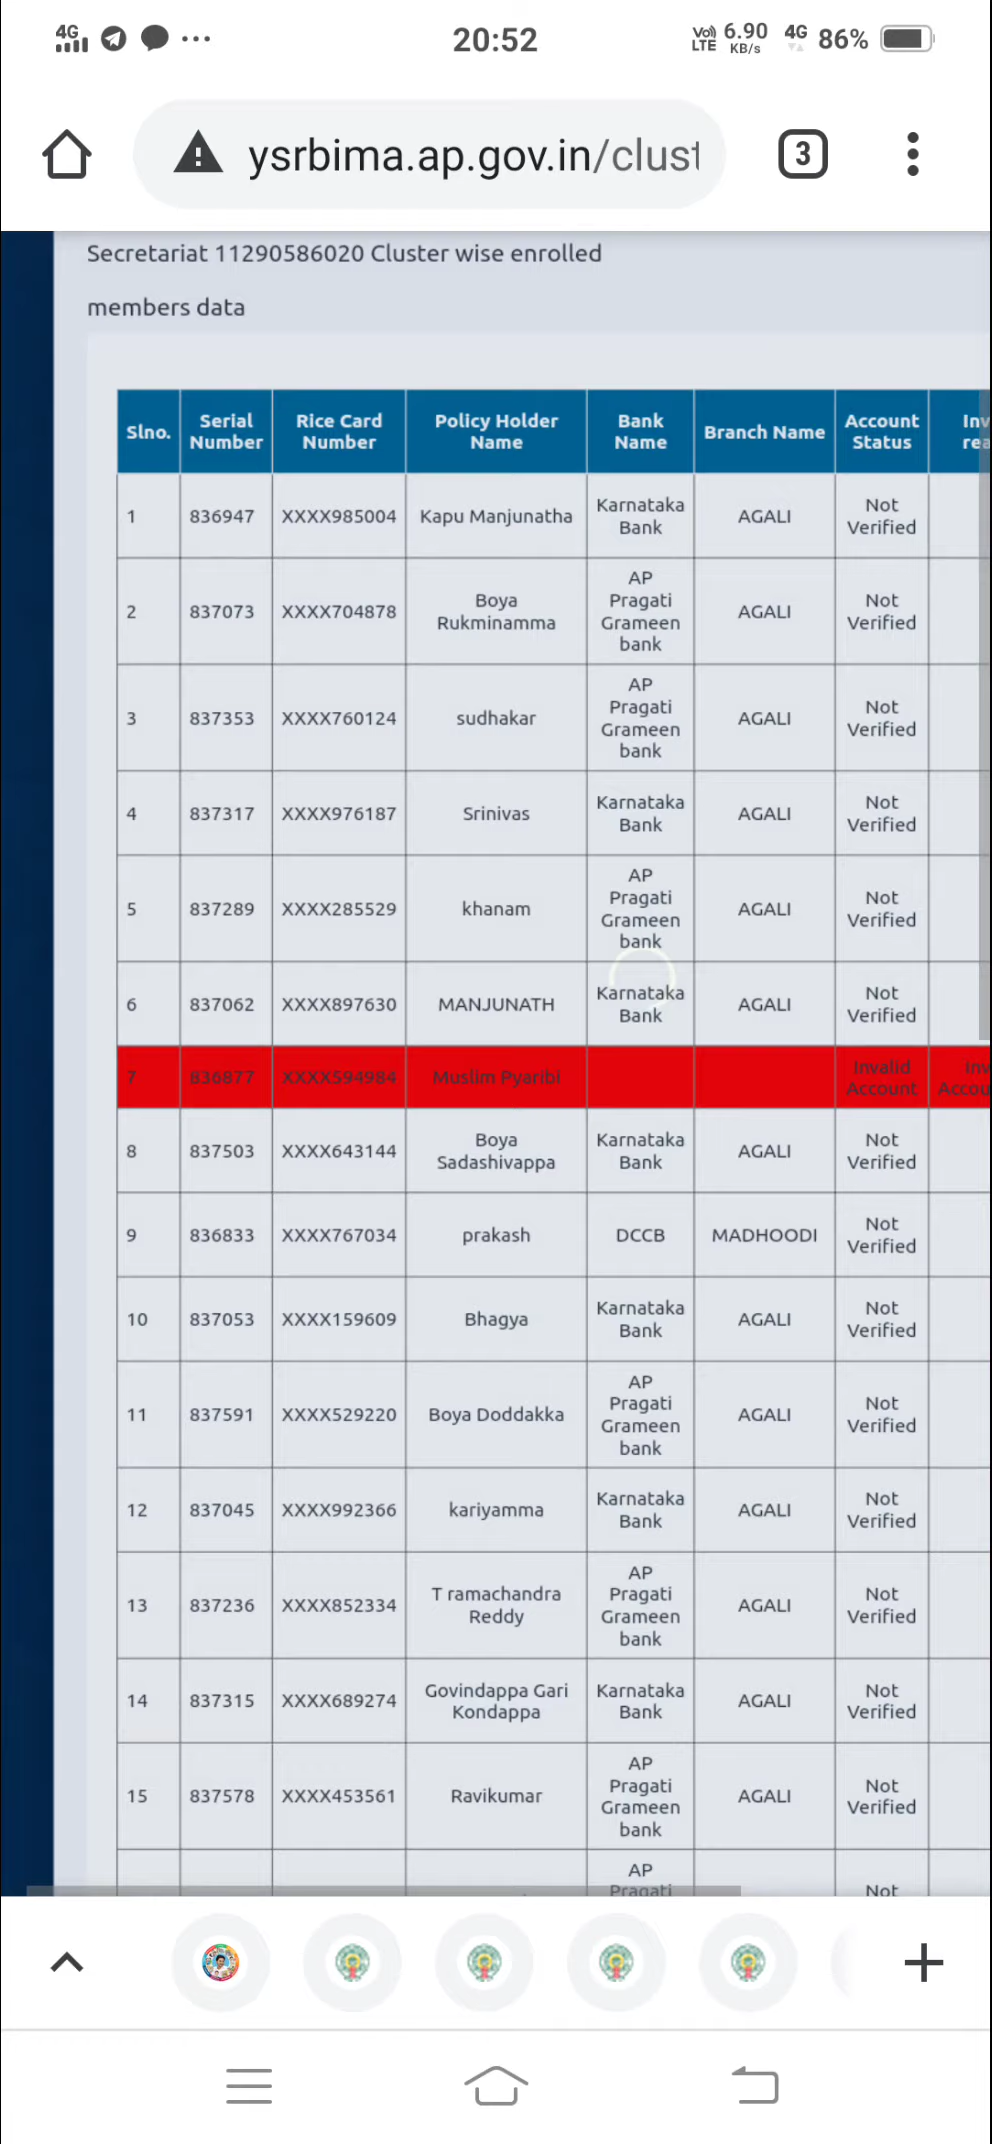 4G 20:52 Vo)) LTE 6.90 KB/s 4G 86%
ysrbima.ap.gov.in/clust 3
Secretariat 11290586020 Cluster wise enrolled
members data
Slno. Serial Number Rice Card Number Policy Holder Name Bank Name Branch Name Account Status Inv
1 836947 XXXX985004 Kapu Manjunatha Karnataka Bank AGALI Not Verified
2 837073 XXXX704878 Boya Rukminamma AP Pragati Grameen bank AGALI Not Verified
3 837353 XXXX760124 sudhakar AP Pragati Grameen bank AGALI Not Verified
4 837317 XXXX976187 Srinivas Karnataka Bank AGALI Not Verified
5 837289 XXXX285529 khanam AP Pragati Grameen bank AGALI Not Verified
6 837062 XXXX897630 MANJUNATH Karnataka Bank AGALI Not Verified
7 836877 XXXX594984 Muslim Pyaribi Invalid Account Inv Accou
8 837503 XXXX643144 Boya Sadashivappa Karnataka Bank AGALI Not Verified
9 836833 XXXX767034 prakash DCCB MADHOODI Not Verified
10 837053 XXXX159609 Bhagya Karnataka Bank AGALI Not Verified
11 837591 XXXX529220 Boya Doddakka AP Pragati Grameen bank AGALI Not Verified
12 837045 XXXX992366 kariyamma Karnataka Bank AGALI Not Verified
13 837236 XXXX852334 T ramachandra Reddy AP Pragati Grameen bank AGALI Not Verified
14 837315 XXXX689274 Govindappa Gari Kondappa Karnataka Bank AGALI Not Verified
15 837578 XXXX453561 Ravikumar AP Pragati Grameen bank AGALI Not Verified
AP Pragati Not